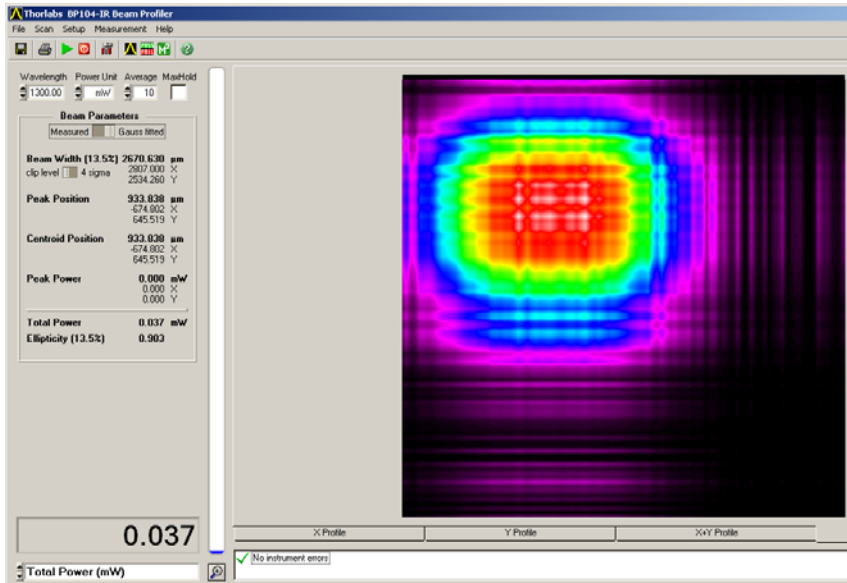 Thorlabs BP104-IR Beam Profiler
File Scan Setup Measurement Help
Wavelength Power Unit Average MaxHold
1300.00 mW 10
Beam Parameters
Measured Gauss fitted
Beam Width (13.5%) 2670.630 µm
clip level 4 sigma 2807.000 X
2534.260 Y
Peak Position 933.838 µm
-674.802 X
645.519 Y
Centroid Position 933.838 µm
-674.802 X
645.519 Y
Peak Power 0.000 mW
0.000 X
0.000 Y
Total Power 0.037 mW
Ellipticity (13.5%) 0.903
0.037
Total Power (mW)
X Profile Y Profile X+Y Profile
No instrument errors